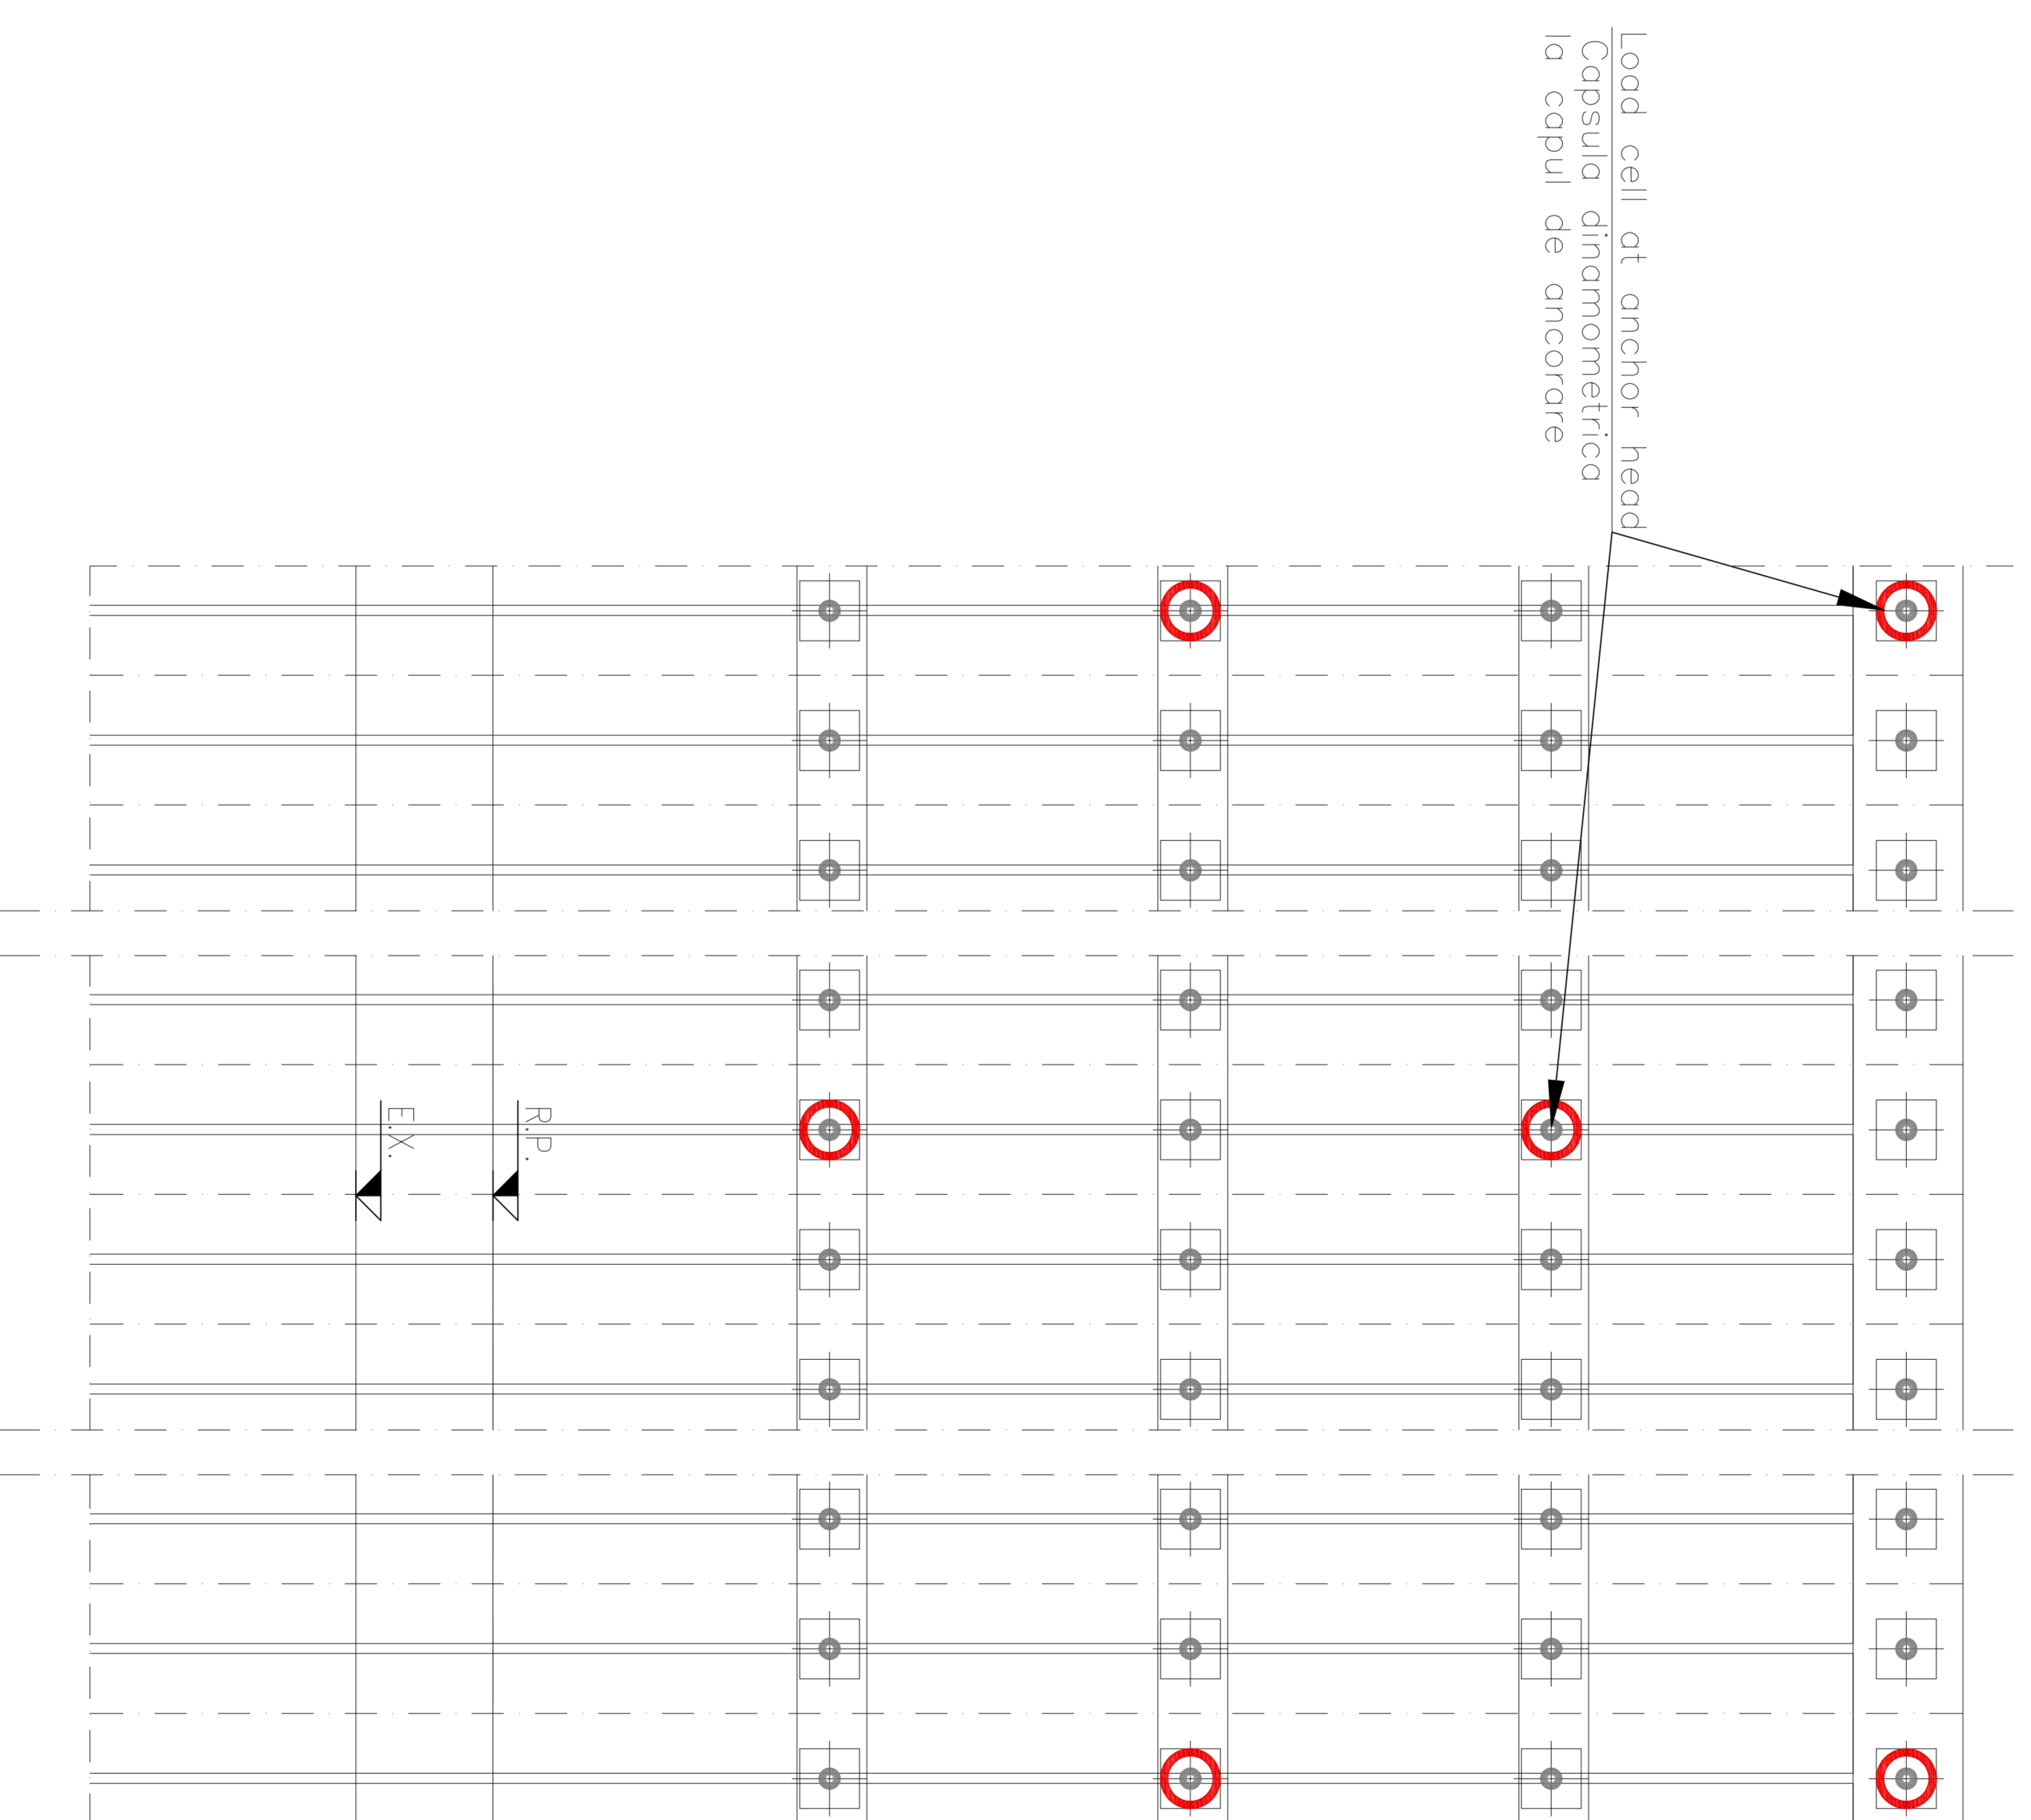 Load cell at anchor head
Capsula dinamometrica
la capul de ancorare
R.P.
E.X.